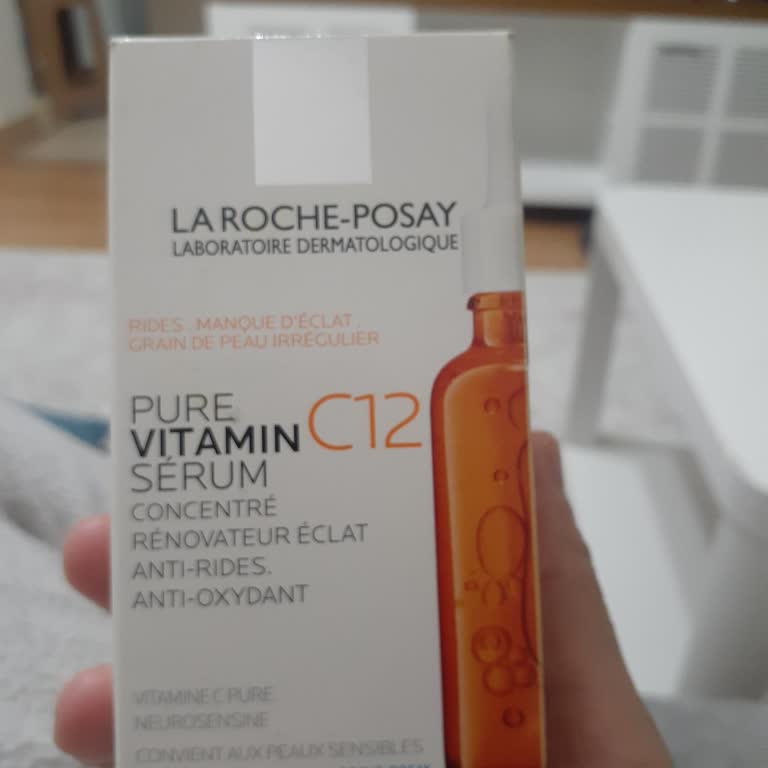 LA ROCHE-POSAY
LABORATOIRE DERMATOLOGIQUE
RIDES. MANQUE D'ÉCLAT.
GRAIN DE PEAU IRRÉGULIER
PURE
VITAMIN C12
SÉRUM
CONCENTRÉ
RÉNOVATEUR ÉCLAT
ANTI-RIDES.
ANTI-OXYDANT
VITAMINE C PURE.
NEUROSENSINE
CONVIENT AUX PEAUX SENSIBLES